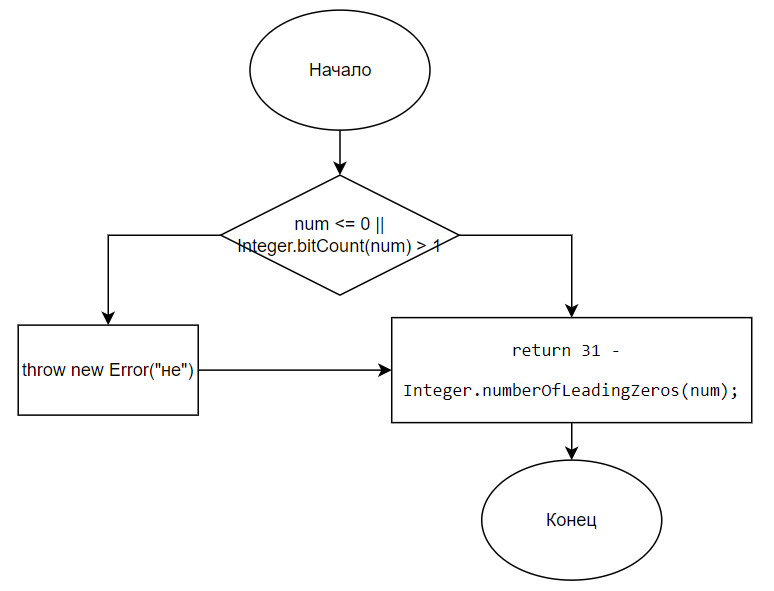 Начало
num <= 0 ||
Integer.bitCount(num) > 1
throw new Error("не")
return 31 -
Integer.numberOfLeadingZeros(num);
Конец